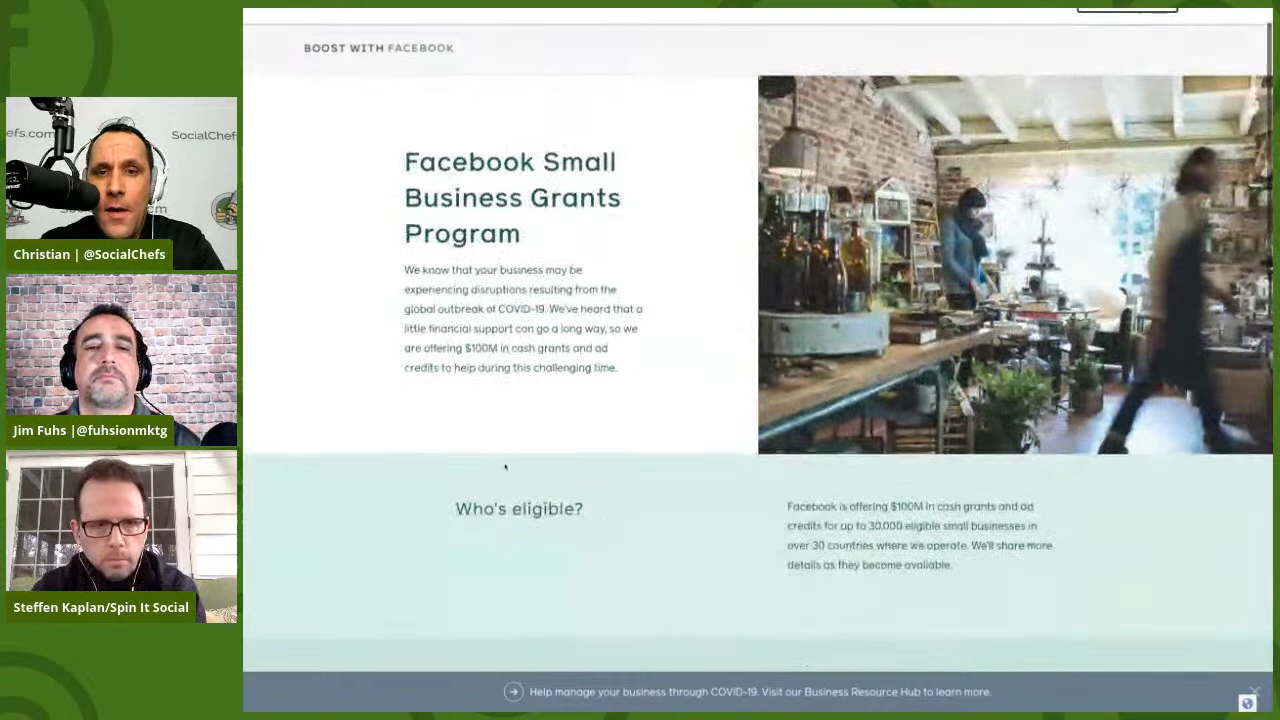 efs.com
SocialChefs
Christian | @SocialChefs
Jim Fuhs |@fuhsionmktg
Steffen Kaplan/Spin It Social
BOOST WITH FACEBOOK
Facebook Small
Business Grants
Program
We know that your business may be
experiencing disruptions resulting from the
global outbreak of COVID-19. We've heard that a
little financial support can go a long way, so we
are offering $100M in cash grants and ad
credits to help during this challenging time.
Who's eligible?
Facebook is offering $100M in cash grants and ad
credits for up to 30,000 eligible small businesses in
over 30 countries where we operate. We'll share more
details as they become available.
Help manage your business through COVID-19. Visit our Business Resource Hub to learn more.